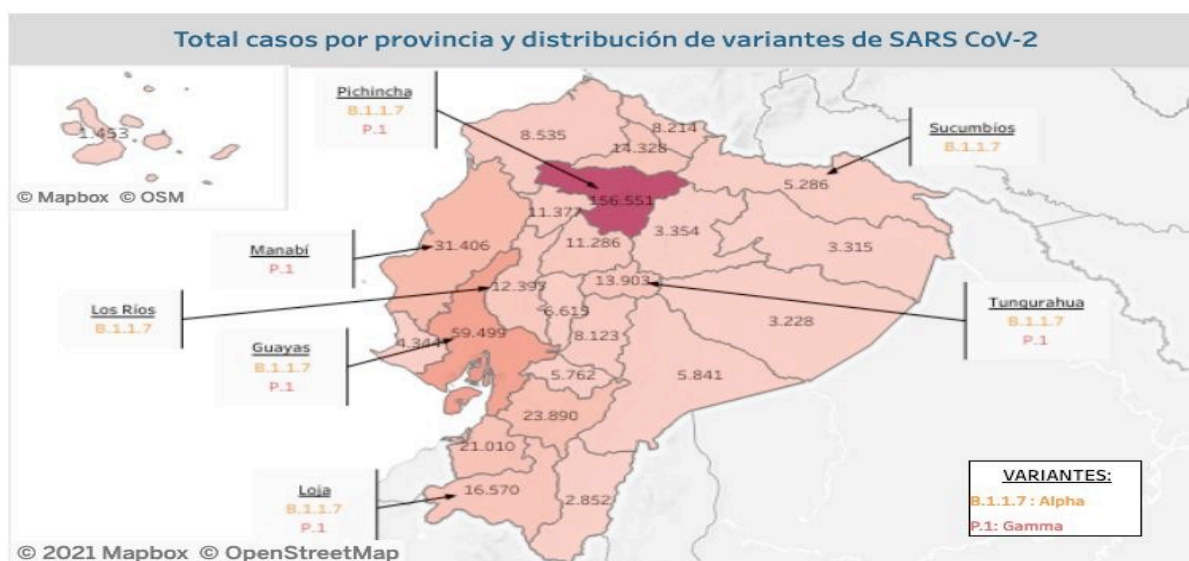 Total casos por provincia y distribución de variantes de SARS CoV-2
1.453
© Mapbox © OSM
Pichincha
B.1.1.7
P.1
8.535
8.214
14.328
Sucumbíos
B.1.1.7
5.286
156.551
11.377
11.286
3.354
3.315
Manabí
P.1
31.406
Los Ríos
B.1.1.7
12.397
13.903
Tungurahua
B.1.1.7
P.1
Guayas
B.1.1.7
P.1
59.499
4.344
6.615
8.123
3.228
5.762
5.841
23.890
21.010
Loja
B.1.1.7
P.1
16.570
2.852
VARIANTES:
B.1.1.7 : Alpha
P.1: Gamma
© 2021 Mapbox © OpenStreetMap